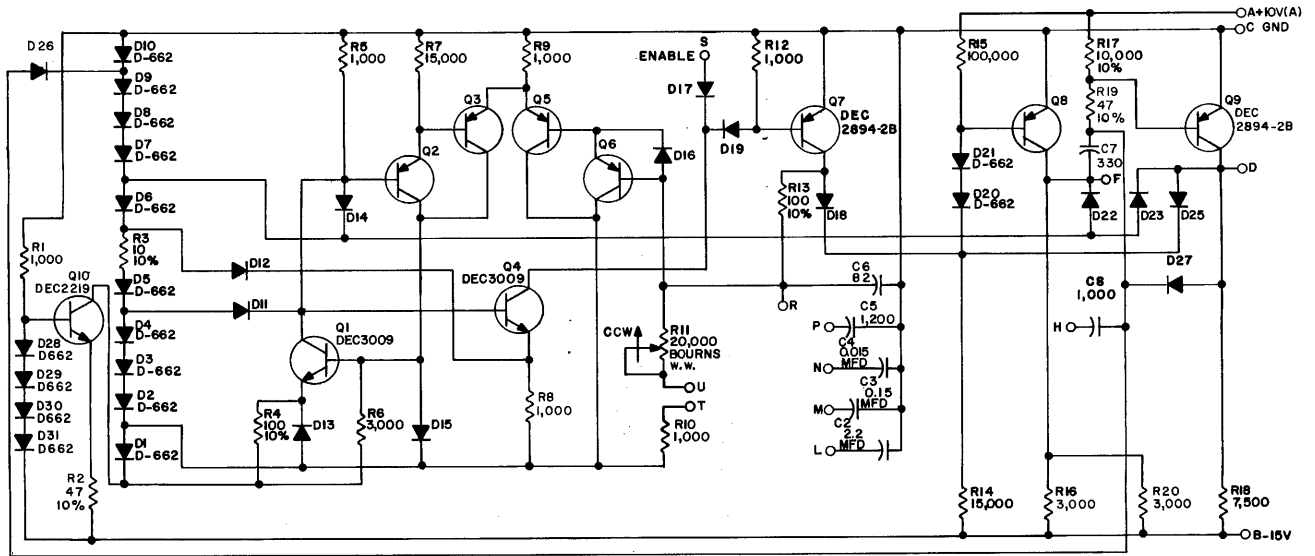 D26
D10
D-662
D9
D-662
D8
D-662
D7
D-662
D6
D-662
R3
10
10%
D5
D-662
D4
D-662
D3
D-662
D2
D-662
D1
D-662
R1
1,000
Q10
DEC2219
D28
D662
D29
D662
D30
D662
D31
D662
R2
47
10%
R5
1,000
R7
15,000
R9
1,000
Q3
Q5
Q2
Q6
D14
D16
D12
D11
Q1
DEC3009
Q4
DEC3009
R4
100
10%
D13
R6
3,000
D15
R8
1,000
CCW
R11
20,000
BOURNS
W.W.
U
T
R10
1,000
S
ENABLE
D17
D19
R12
1,000
Q7
DEC
2894-2B
R13
100
10%
D18
R
C6
82
P
C5
1,200
N
C4
0.015
MFD
M
C3
0.15
MFD
L
C2
2.2
MFD
R15
100,000
D21
D-662
D20
D-662
Q8
R17
10,000
10%
R19
47
10%
C7
330
F
D22
D23
D25
A+10V(A)
C GND
Q9
DEC
2894-2B
D
D27
C8
1,000
H
R14
15,000
R16
3,000
R20
3,000
R18
7,500
B-15V